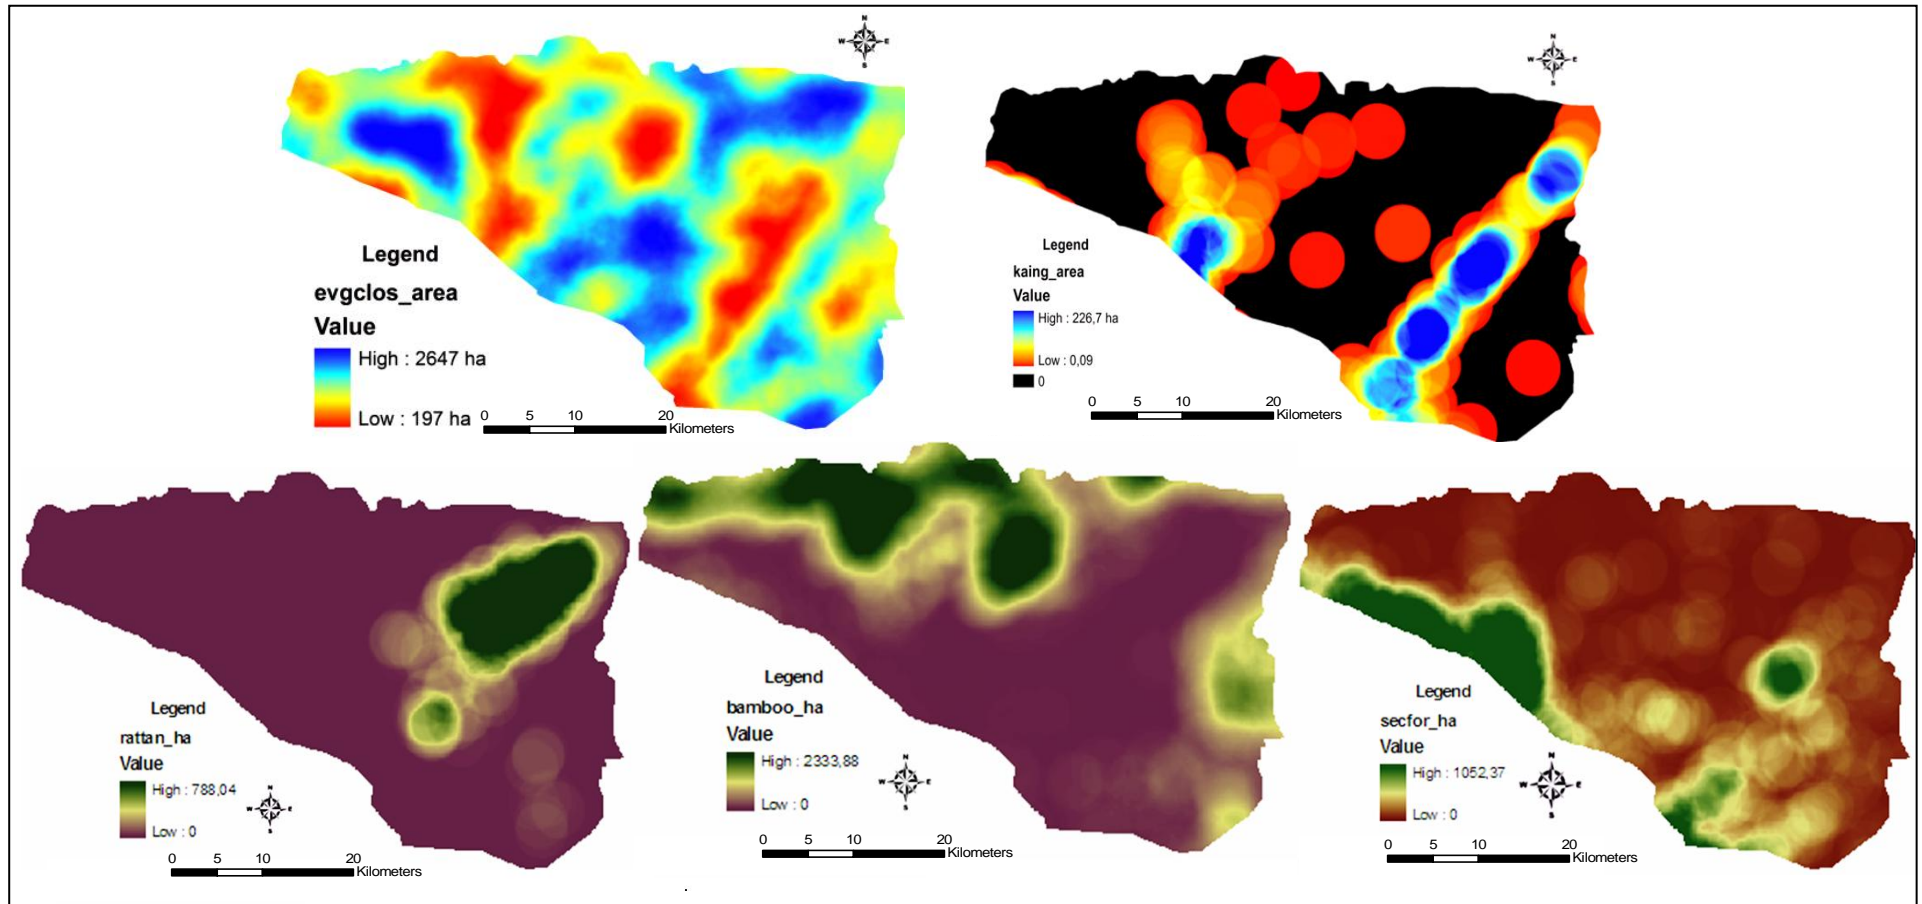 N
W E
S
Legend
evgclos_area
Value
High : 2647 ha
Low : 197 ha
0 5 10 20
Kilometers
N
W E
S
Legend
kaing_area
Value
High : 226,7 ha
Low : 0,09
0
0 5 10 20
Kilometers
Legend
rattan_ha
Value
High : 788,04
Low : 0
N
W E
S
0 5 10 20
Kilometers
Legend
bamboo_ha
Value
High : 2333,88
Low : 0
N
W E
S
0 5 10 20
Kilometers
Legend
secfor_ha
Value
High : 1052,37
Low : 0
N
W E
S
0 5 10 20
Kilometers